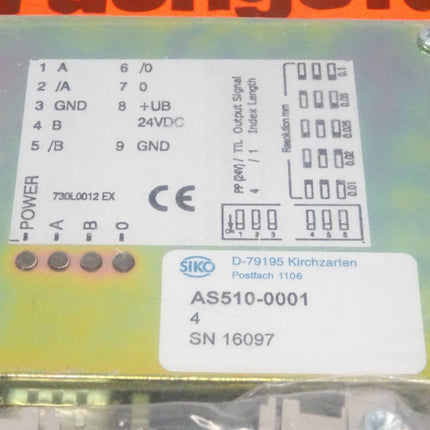 1 A 6 /0
2 /A 7 0
3 GND 8 +UB
4 B 24VDC
5 /B 9 GND
730L0012 EX
CE
POWER
A
B
0
PP (24V) / TTL Output Signal
4 / 1 Index Length
Resolution mm
0.1
0.05
0.025
0.02
0.01
1 2 3 4 5 6
SIKO
D-79195 Kirchzarten
Postfach 1106
AS510-0001
4
SN 16097